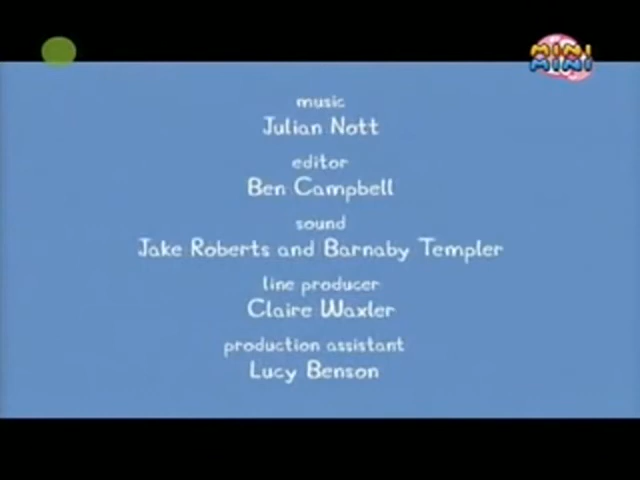 MINI
MINI
music
Julian Nott
editor
Ben Campbell
sound
Jake Roberts and Barnaby Templer
line producer
Claire Waxler
production assistant
Lucy Benson